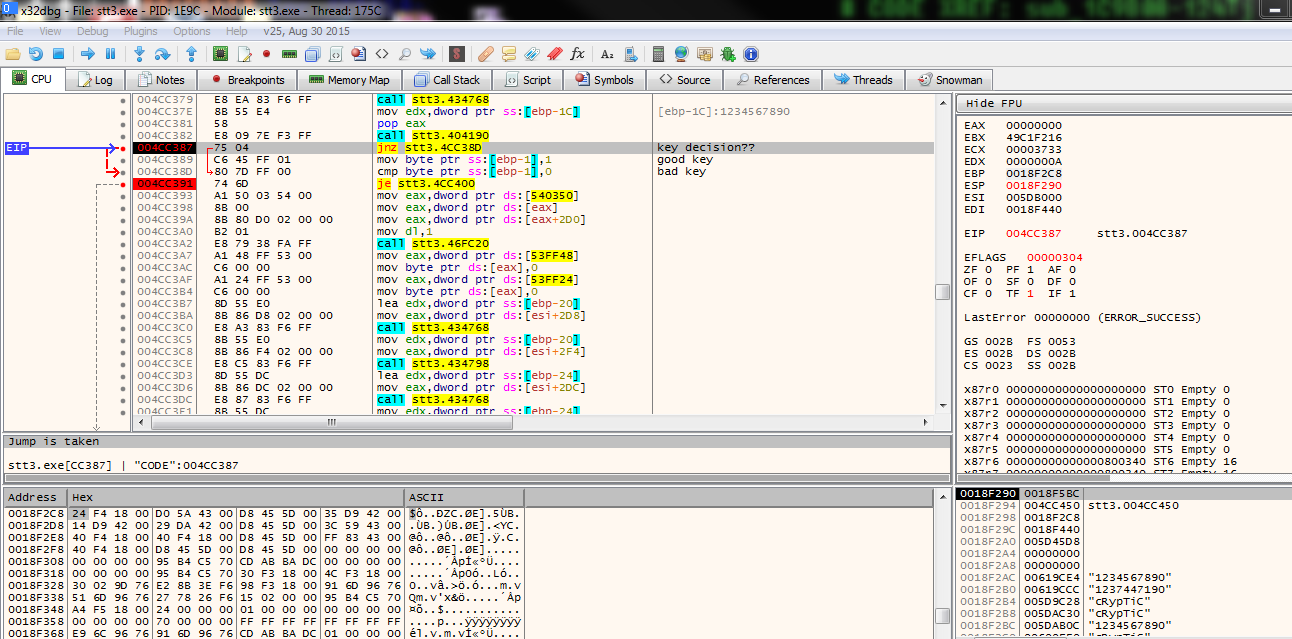 x32dbg - File: stt3.exe - PID: 1E9C - Module: stt3.exe - Thread: 175C
File View Debug Plugins Options Help v25, Aug 30 2015
CPU Log Notes Breakpoints Memory Map Call Stack Script Symbols Source References Threads Snowman
004CC379 E8 EA 83 F6 FF call stt3.434768
004CC37E 8B 55 E4 mov edx,dword ptr ss:[ebp-1C] [ebp-1C]:1234567890
004CC381 58 pop eax
004CC382 E8 09 7E F3 FF call stt3.404190
EIP 004CC387 75 04 jnz stt3.4CC38D key decision??
004CC389 C6 45 FF 01 mov byte ptr ss:[ebp-1],1 good key
004CC38D 80 7D FF 00 cmp byte ptr ss:[ebp-1],0 bad key
004CC391 74 6D je stt3.4CC400
004CC393 A1 50 03 54 00 mov eax,dword ptr ds:[540350]
004CC398 8B 00 mov eax,dword ptr ds:[eax]
004CC39A 8B 80 D0 02 00 00 mov eax,dword ptr ds:[eax+2D0]
004CC3A0 B2 01 mov dl,1
004CC3A2 E8 79 38 FA FF call stt3.46FC20
004CC3A7 A1 48 FF 53 00 mov eax,dword ptr ds:[53FF48]
004CC3AC C6 00 00 mov byte ptr ds:[eax],0
004CC3AF A1 24 FF 53 00 mov eax,dword ptr ds:[53FF24]
004CC3B4 C6 00 00 mov byte ptr ds:[eax],0
004CC3B7 8D 55 E0 lea edx,dword ptr ss:[ebp-20]
004CC3BA 8B 86 D8 02 00 00 mov eax,dword ptr ds:[esi+2D8]
004CC3C0 E8 A3 83 F6 FF call stt3.434768
004CC3C5 8B 55 E0 mov edx,dword ptr ss:[ebp-20]
004CC3C8 8B 86 F4 02 00 00 mov eax,dword ptr ds:[esi+2F4]
004CC3CE E8 C5 83 F6 FF call stt3.434798
004CC3D3 8D 55 DC lea edx,dword ptr ss:[ebp-24]
004CC3D6 8B 86 DC 02 00 00 mov eax,dword ptr ds:[esi+2DC]
004CC3DC E8 87 83 F6 FF call stt3.434768
004CC3E1 8B 55 DC mov edx,dword ptr ss:[ebp-24]
Hide FPU
EAX 00000000
EBX 49C1F216
ECX 00003733
EDX 0000000A
EBP 0018F2C8
ESP 0018F290
ESI 005DB000
EDI 0018F440
EIP 004CC387 stt3.004CC387
EFLAGS 00000304
ZF 0 PF 1 AF 0
OF 0 SF 0 DF 0
CF 0 TF 1 IF 1
LastError 00000000 (ERROR_SUCCESS)
GS 002B FS 0053
ES 002B DS 002B
CS 0023 SS 002B
x87r0 00000000000000000000 ST0 Empty 0
x87r1 00000000000000000000 ST1 Empty 0
x87r2 00000000000000000000 ST2 Empty 0
x87r3 00000000000000000000 ST3 Empty 0
x87r4 00000000000000000000 ST4 Empty 0
x87r5 00000000000000000000 ST5 Empty 0
x87r6 00000000000000800340 ST6 Empty 16
Jump is taken
stt3.exe[CC387] | "CODE":004CC387
Address Hex ASCII
0018F2C8 24 F4 18 00 D0 5A 43 00 D8 45 5D 00 35 D9 42 00 $ô..ÐZC.ØE].5ÙB.
0018F2D8 14 D9 42 00 29 DA 42 00 D8 45 5D 00 3C 59 43 00 .ÙB.)ÚB.ØE].<YC.
0018F2E8 40 F4 18 00 40 F4 18 00 D8 45 5D 00 FF 83 43 00 @ô..@ô..ØE].ÿ.C.
0018F2F8 40 F4 18 00 D8 45 5D 00 00 00 00 00 00 00 00 00 @ô..ØE].........
0018F308 00 00 00 00 95 B4 C5 70 CD AB BA DC 00 00 00 00 .....´ÅpÍ«ºÜ....
0018F318 00 00 00 00 95 B4 C5 70 30 F3 18 00 4C F3 18 00 .....´Åp0ó..Ló..
0018F328 30 02 9D 76 E2 8B 3E F6 98 F3 18 00 91 6D 96 76 0..vâ.>ö.ó...m.v
0018F338 51 6D 96 76 27 78 26 F6 15 02 00 00 95 B4 C5 70 Qm.v'x&ö.....´Åp
0018F348 A4 F5 18 00 24 00 00 00 01 00 00 00 00 00 00 00 ¤õ..$...........
0018F358 00 00 00 00 70 00 00 00 FF FF FF FF FF FF FF FF ....p...ÿÿÿÿÿÿÿÿ
0018F368 E9 6C 96 76 91 6D 96 76 CD AB BA DC 01 00 00 00 él.v.m.vÍ«ºÜ....
0018F290 0018F5BC
0018F294 004CC450 stt3.004CC450
0018F298 0018F2C8
0018F29C 0018F440
0018F2A0 005D45D8
0018F2A4 00000000
0018F2A8 00000000
0018F2AC 00619CE4 "1234567890"
0018F2B0 00619CCC "1237447190"
0018F2B4 005D9C28 "cRypTiC"
0018F2B8 005DAC30 "cRypTiC"
0018F2BC 005DAB0C "1234567890"